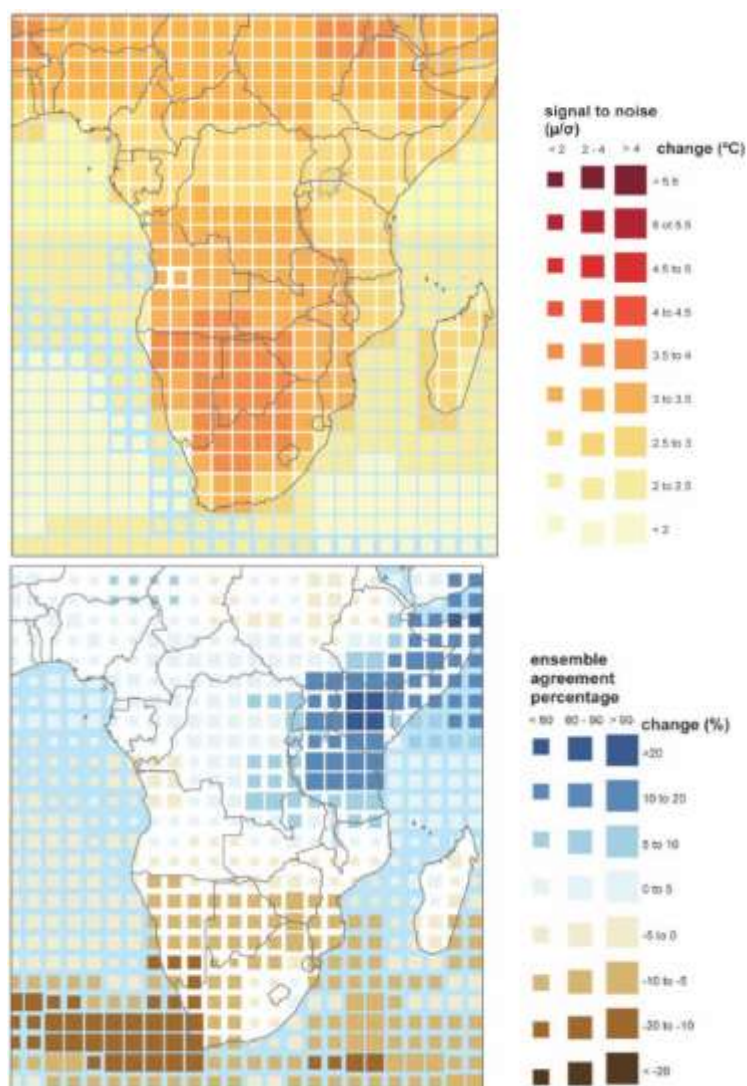 signal to noise
(μ/σ)
< 2 2 - 4 > 4 change (ºC)
> 5.5
4.5 to 5
4 to 4.5
3.5 to 4
3 to 3.5
2.5 to 3
2 to 2.5
< 2
ensemble
agreement
percentage
60 - 90 > 90 change (%)
>20
10 to 20
5 to 10
0 to 5
-5 to 0
-10 to -5
-20 to -10
< -20